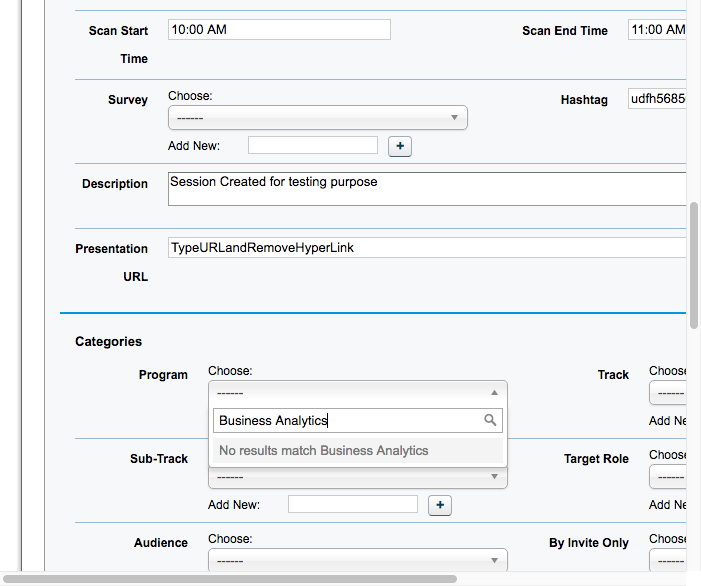 Scan Start Time 10:00 AM Scan End Time 11:00 AM
Survey Choose: Hashtag udfh5685
------
Add New: +
Description Session Created for testing purpose
Presentation URL TypeURLandRemoveHyperLink
Categories
Program Choose: Track Choose
------ ------
Business Analytics Add Ne
No results match Business Analytics
Sub-Track Target Role Choose
------ ------
Add New: + Add Ne
Audience Choose: By Invite Only Choose
------ ------